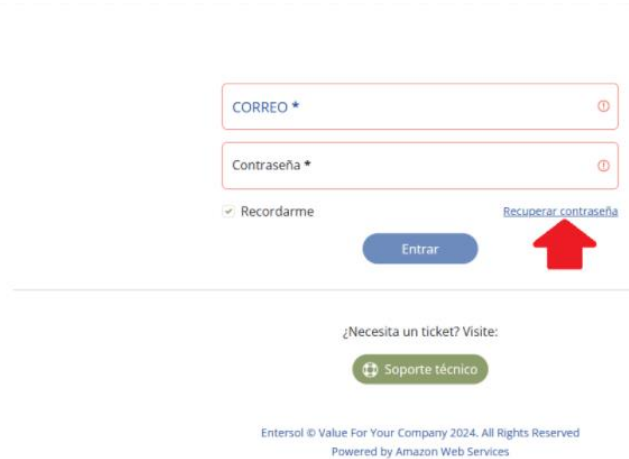 CORREO *
Contraseña *
Recordarme
Recuperar contraseña
Entrar
¿Necesita un ticket? Visite:
Soporte técnico
Entersol © Value For Your Company 2024. All Rights Reserved
Powered by Amazon Web Services